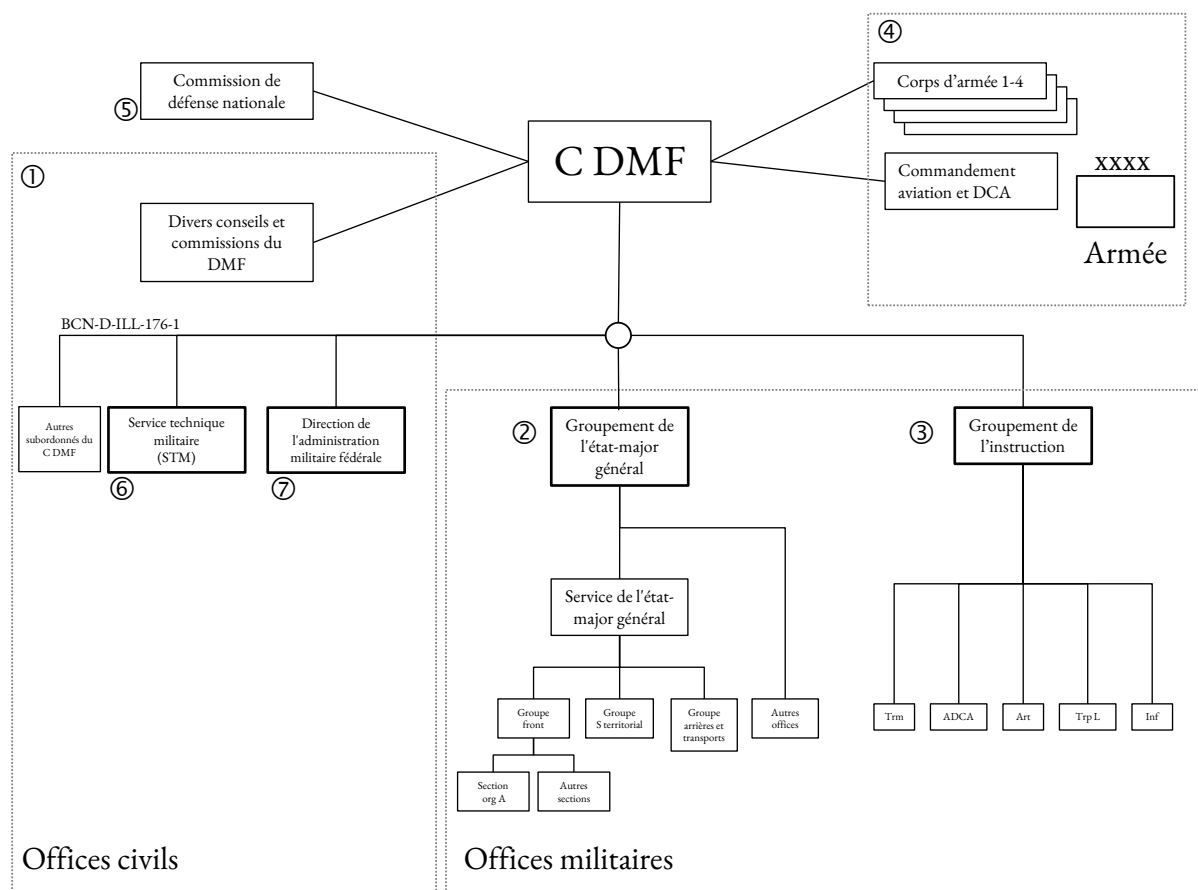 ④
Corps d'armée 1-4
Commission de
défense nationale
⑤
C DMF
Commandement
aviation et DCA
XXXX
Armée
①
Divers conseils et
commissions du
DMF
BCN-D-ILL-176-1
Autres
subordonnés du
C DMF
Service technique
militaire
(STM)
⑥
Direction de
l'administration
militaire fédérale
⑦
②
Groupement de
l'état-major
général
③
Groupement de
l’instruction
Service de l'état-
major général
Groupe
front
Groupe
S territorial
Groupe
arrières et
transports
Autres
offices
Trm
ADCA
Art
Trp L
Inf
Section
org A
Autres
sections
Offices civils
Offices militaires